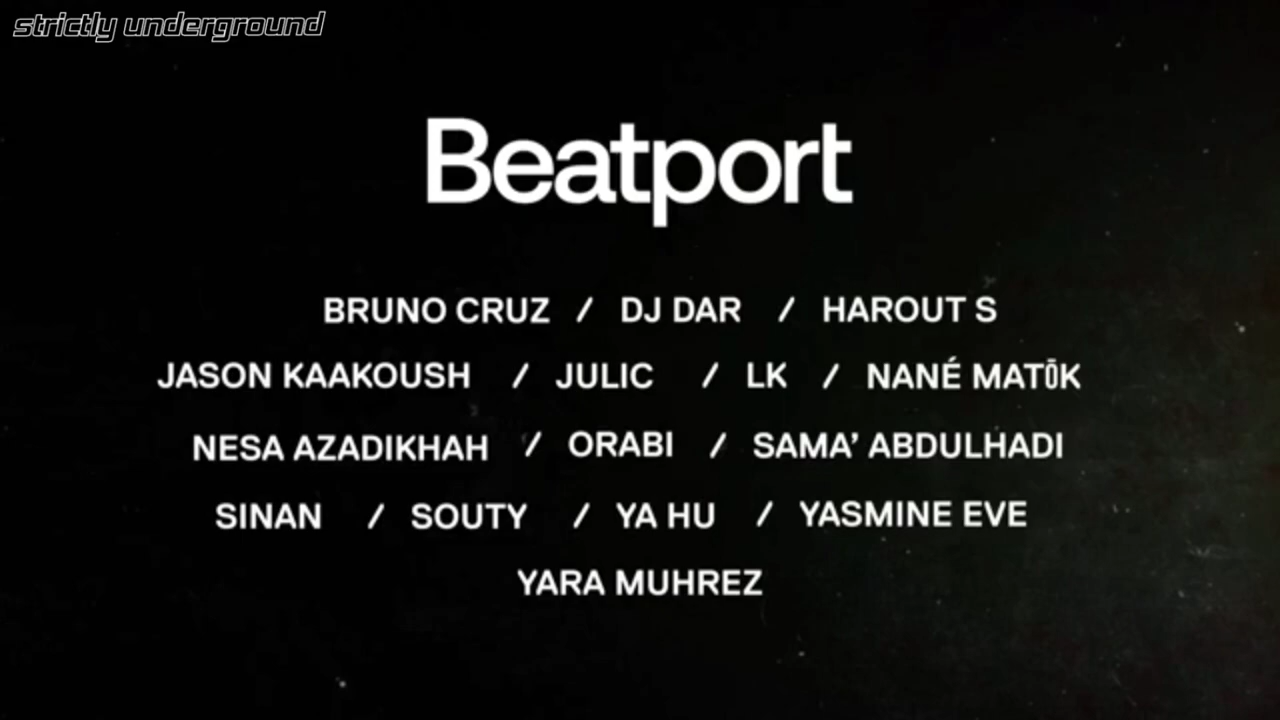 strictly underground
Beatport
BRUNO CRUZ / DJ DAR / HAROUT S
JASON KAAKOUSH / JULIC / LK / NANÉ MATŌK
NESA AZADIKHAH / ORABI / SAMA’ ABDULHADI
SINAN / SOUTY / YA HU / YASMINE EVE
YARA MUHREZ